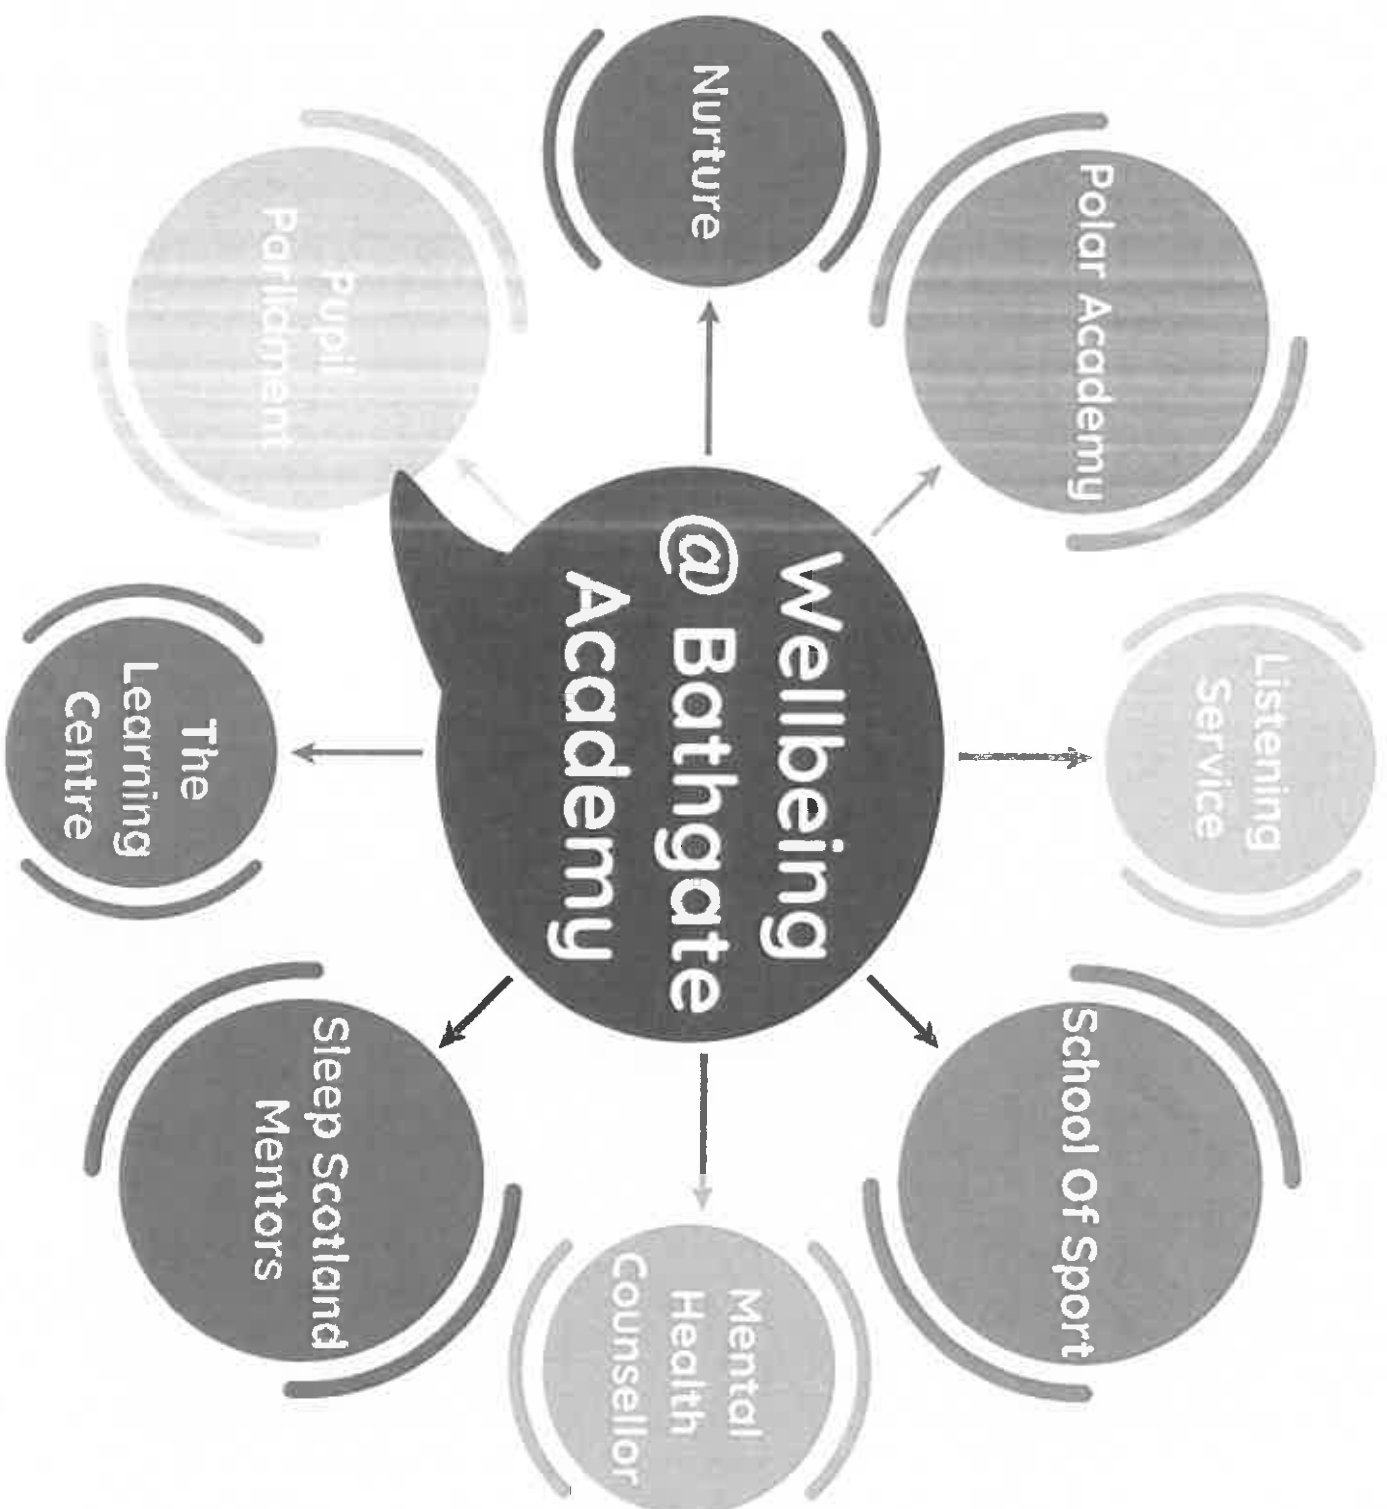 Listening
Service
Polar Academy
School Of Sport
Wellbeing
@ Bathgate
Academy
Nurture
Mental
Health
Counsellor
Pupil
Parliament
Sleep Scotland
Mentors
The
Learning
Centre